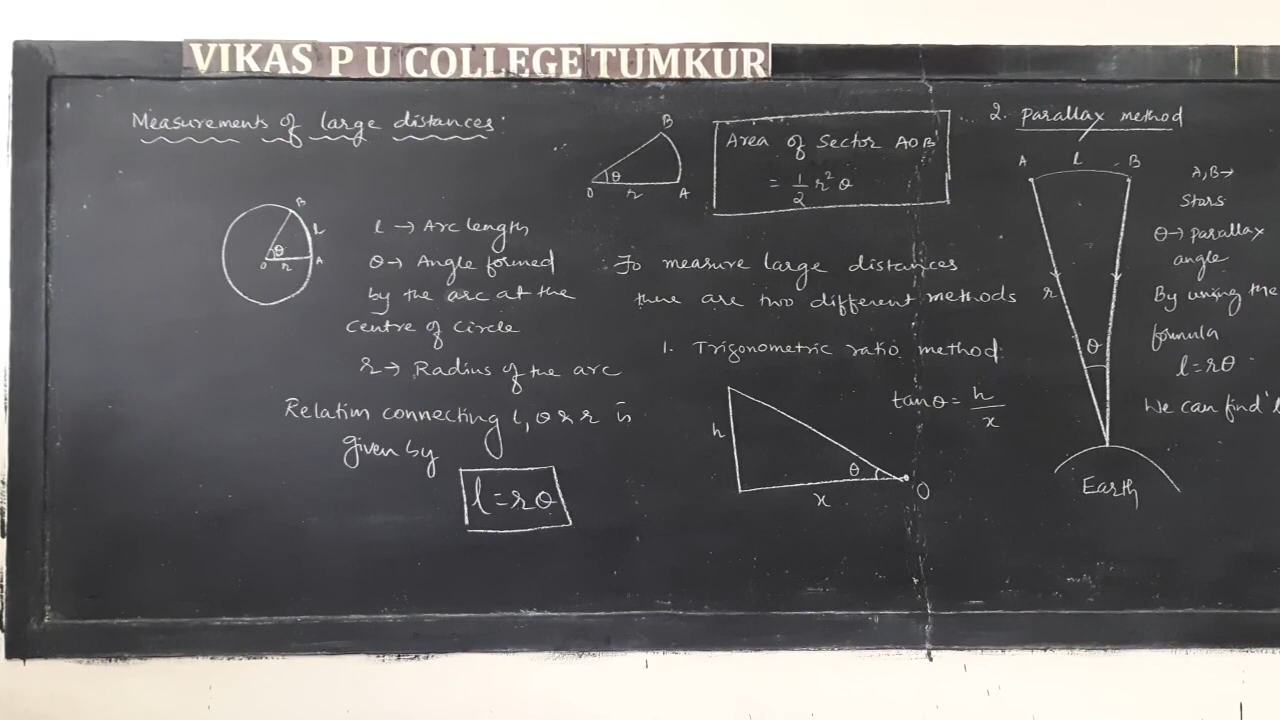 VIKAS P U COLLEGE TUMKUR
Measurements of large distances:
B
L
θ
O r A
l → Arc length
θ → Angle formed
by the arc at the
centre of circle
r → Radius of the arc
Relation connecting l, θ & r is
given by
l = rθ
B
θ
O r A
Area of sector AOB
= 1/2 r² θ
To measure large distances
there are two different methods
1. Trigonometric ratio method
h
θ
x
O
tanθ = h/x
2. Parallax method
A l B
r
θ
Earth
A, B →
Stars
θ → parallax
angle
By using the
formula
l = rθ
We can find 'l